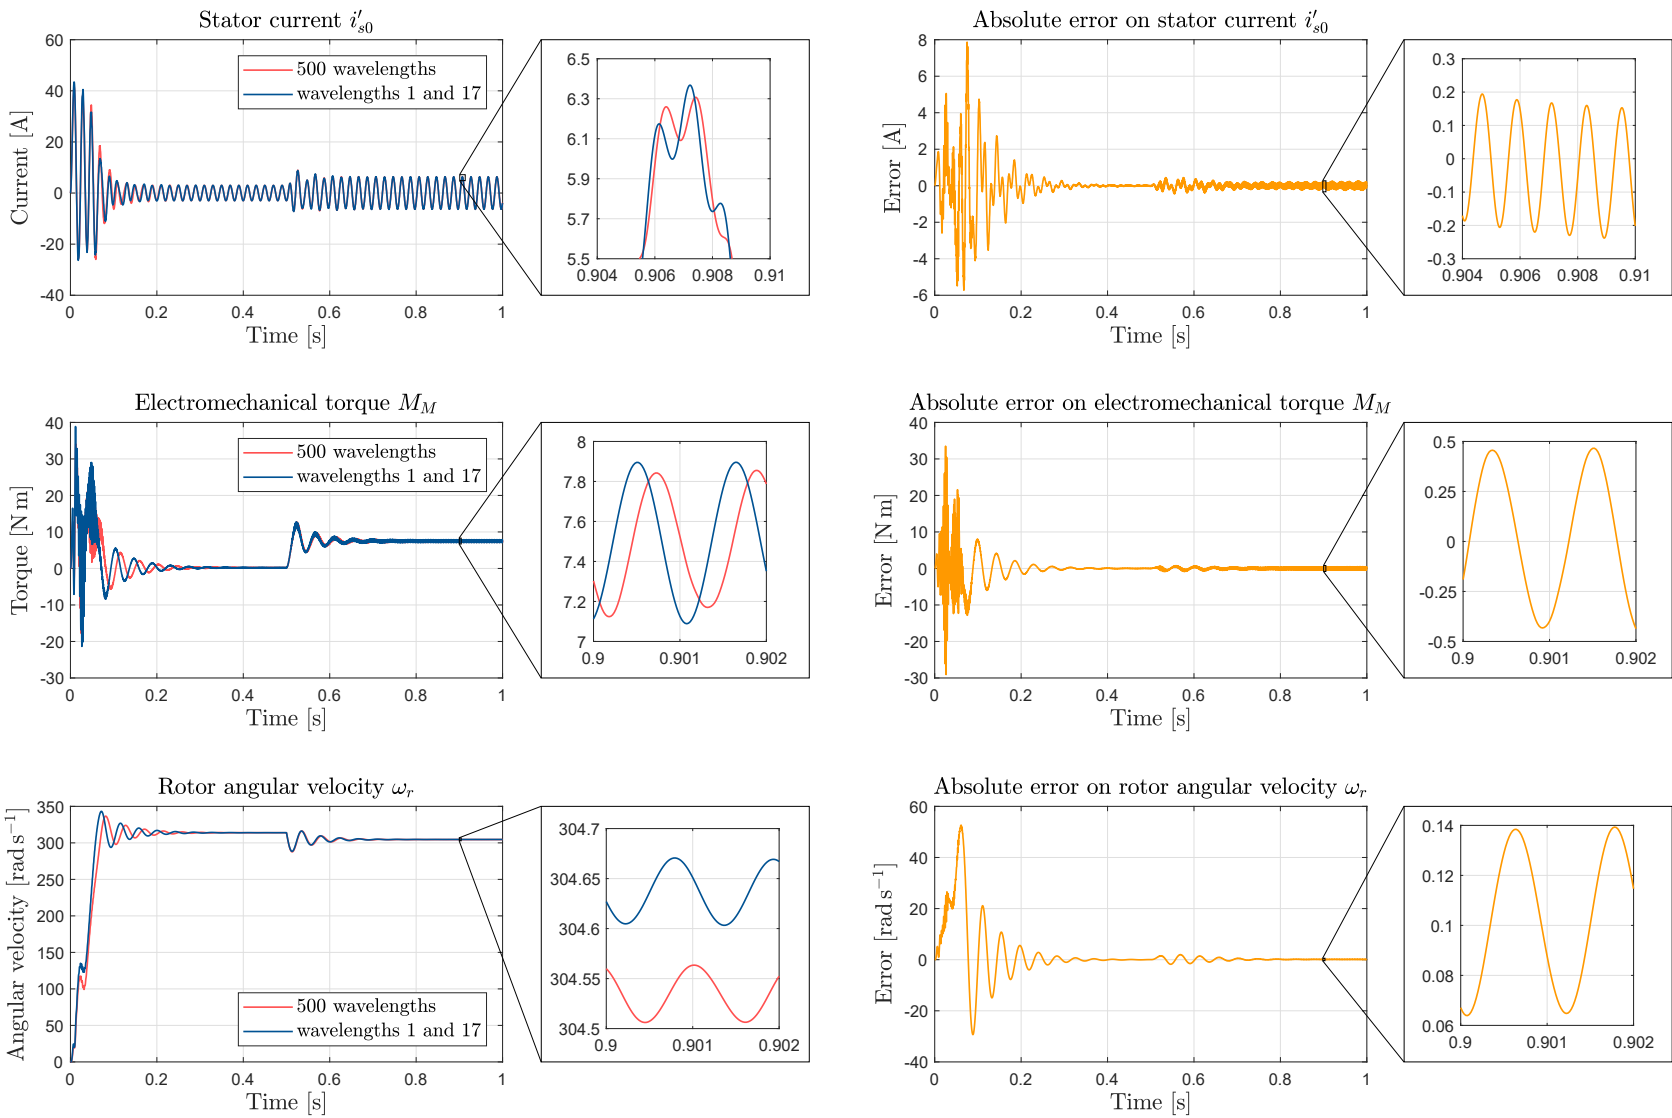 Stator current i′s0
Current [A]
60
40
20
0
-20
-40
0 0.2 0.4 0.6 0.8 1
Time [s]
500 wavelengths
wavelengths 1 and 17
6.5
6.3
6.1
5.9
5.7
5.5
0.904 0.906 0.908 0.91
Absolute error on stator current i′s0
Error [A]
8
6
4
2
0
-2
-4
-6
0 0.2 0.4 0.6 0.8 1
Time [s]
0.3
0.2
0.1
0
-0.1
-0.2
-0.3
0.904 0.906 0.908 0.91
Electromechanical torque MM
Torque [N m]
40
30
20
10
0
-10
-20
-30
0 0.2 0.4 0.6 0.8 1
Time [s]
500 wavelengths
wavelengths 1 and 17
8
7.8
7.6
7.4
7.2
7
0.9 0.901 0.902
Absolute error on electromechanical torque MM
Error [N m]
40
30
20
10
0
-10
-20
-30
0 0.2 0.4 0.6 0.8 1
Time [s]
0.5
0.25
0
-0.25
-0.5
0.9 0.901 0.902
Rotor angular velocity ωr
Angular velocity [rad s−1]
350
300
250
200
150
100
50
0
0 0.2 0.4 0.6 0.8 1
Time [s]
500 wavelengths
wavelengths 1 and 17
304.7
304.65
304.6
304.55
304.5
0.9 0.901 0.902
Absolute error on rotor angular velocity ωr
Error [rad s−1]
60
40
20
0
-20
-40
0 0.2 0.4 0.6 0.8 1
Time [s]
0.14
0.12
0.1
0.08
0.06
0.9 0.901 0.902